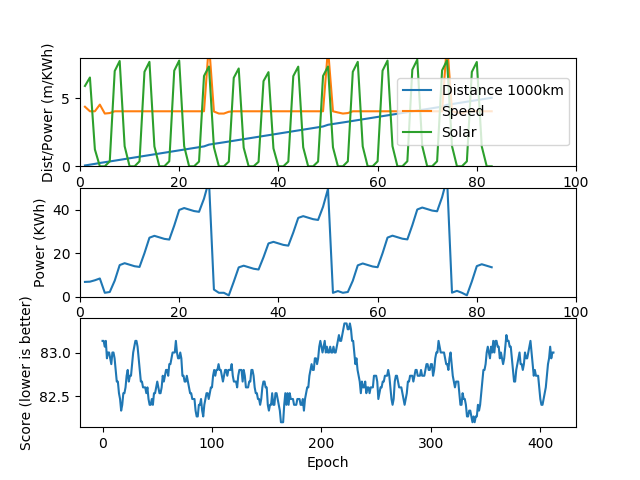 Dist/Power (m/KWh)
5
0
Distance 1000km
Speed
Solar
0 20 40 60 80 100
Power (KWh)
40
20
0
0 20 40 60 80 100
Score (lower is better)
83.0
82.5
0 100 200 300 400
Epoch